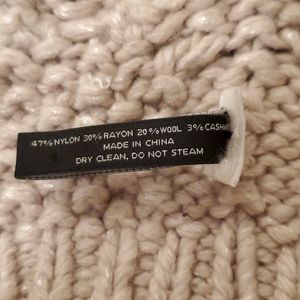 47% NYLON 30% RAYON 20% WOOL 3% CASH
MADE IN CHINA
DRY CLEAN, DO NOT STEAM